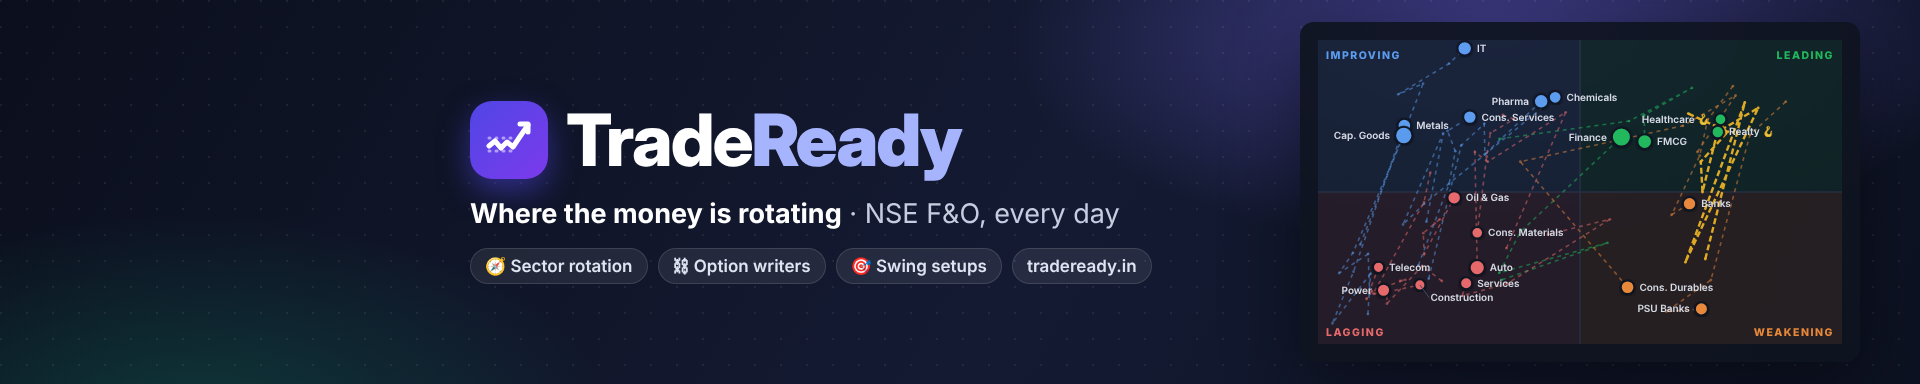 TradeReady
Where the money is rotating · NSE F&O, every day
Sector rotation
Option writers
Swing setups
tradeready.in
IMPROVING
LEADING
IT
Pharma
Chemicals
Cons. Services
Metals
Cap. Goods
Healthcare
Realty
Finance
FMCG
Oil & Gas
Banks
Cons. Materials
Telecom
Auto
Services
Power
Construction
Cons. Durables
PSU Banks
LAGGING
WEAKENING